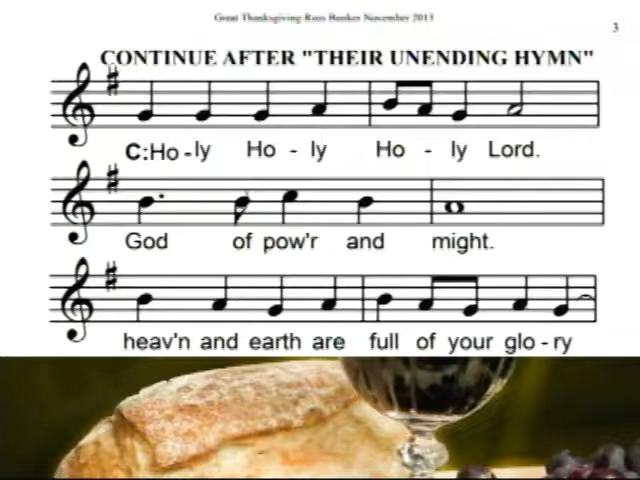 Great Thanksgiving Russ Bunker November 2013
3
CONTINUE AFTER "THEIR UNENDING HYMN"
C:Ho-ly Ho - ly Ho - ly Lord.
God of pow'r and might.
heav'n and earth are full of your glo-ry